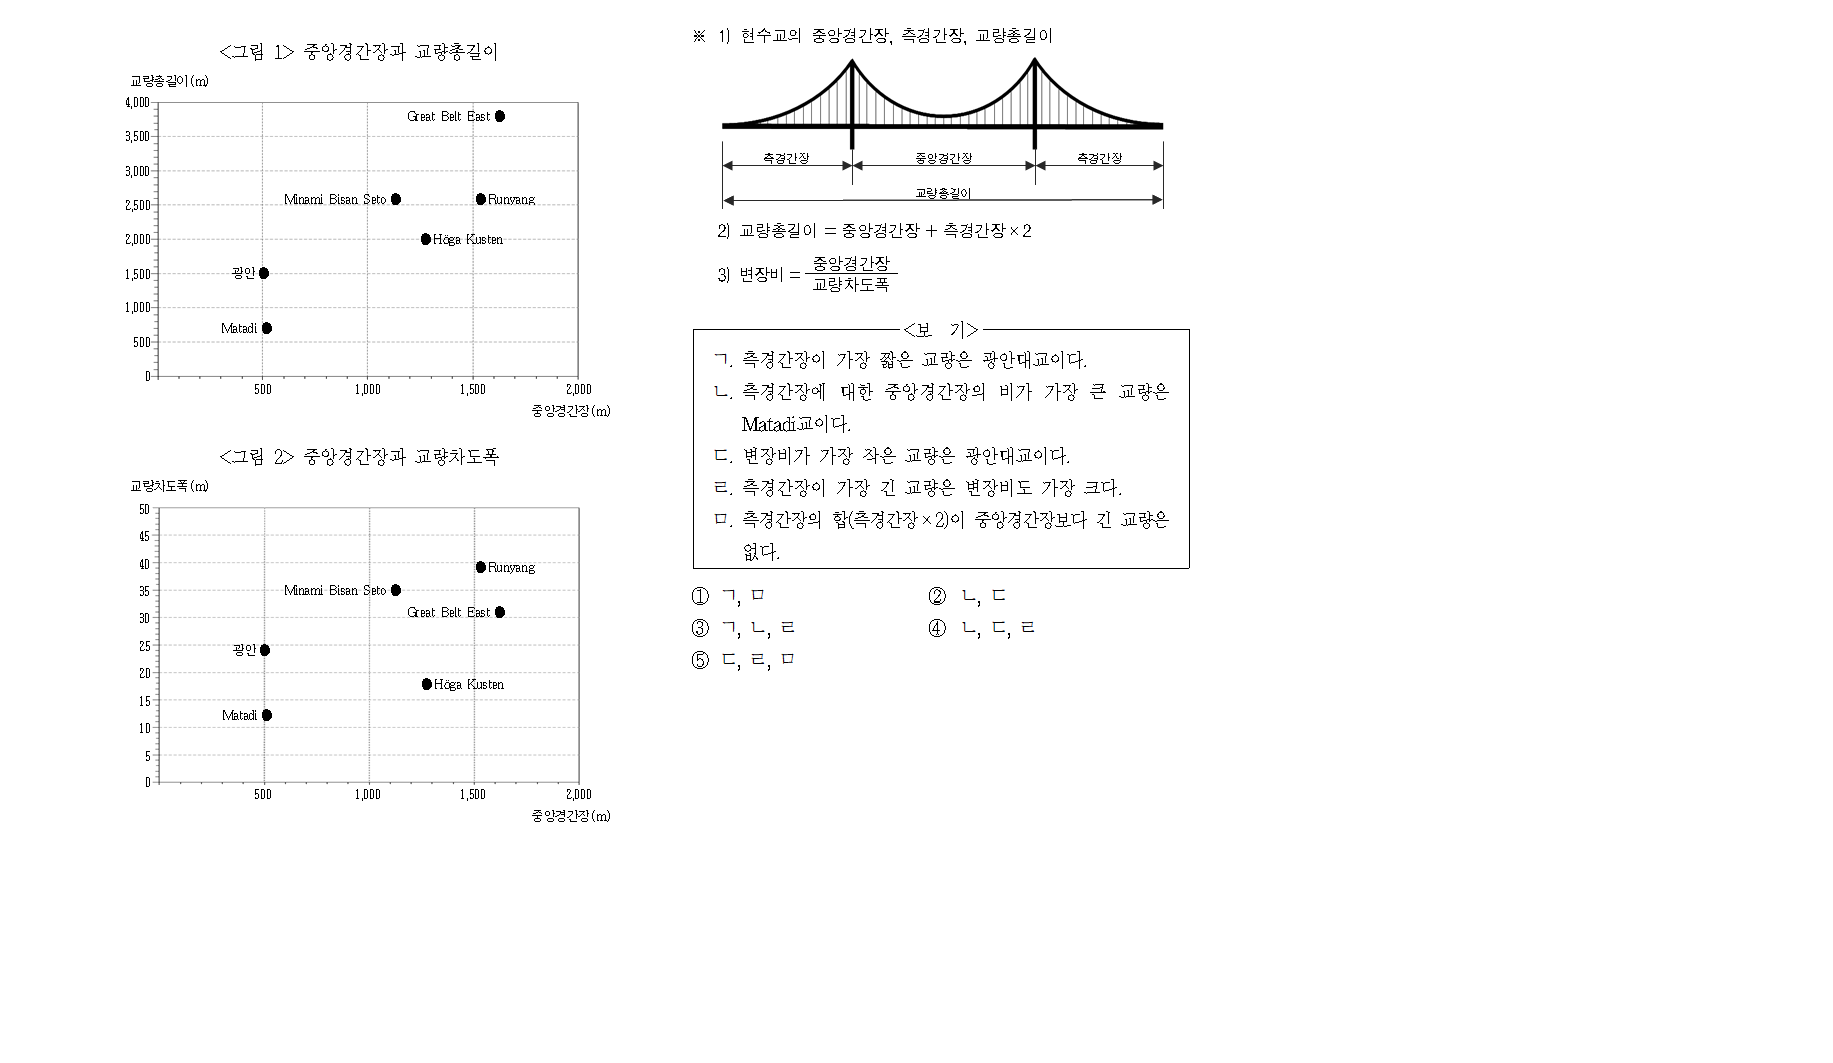 <그림 1> 중앙경간장과 교량총길이
교량총길이(m)
4,000
3,500
3,000
2,500
2,000
1,500
1,000
500
0
Great Belt East
Minami Bisan Seto
Runyang
Höga Kusten
광안
Matadi
500 1,000 1,500 2,000
중앙경간장(m)
<그림 2> 중앙경간장과 교량차도폭
교량차도폭(m)
50
45
40
35
30
25
20
15
10
5
0
Runyang
Minami Bisan Seto
Great Belt East
광안
Höga Kusten
Matadi
500 1,000 1,500 2,000
중앙경간장(m)
※ 1) 현수교의 중앙경간장, 측경간장, 교량총길이
측경간장 중앙경간장 측경간장
교량총길이
2) 교량총길이 = 중앙경간장 + 측경간장×2
3) 변장비 = 중앙경간장
교량차도폭
<보 기>
ㄱ. 측경간장이 가장 짧은 교량은 광안대교이다.
ㄴ. 측경간장에 대한 중앙경간장의 비가 가장 큰 교량은
Matadi교이다.
ㄷ. 변장비가 가장 작은 교량은 광안대교이다.
ㄹ. 측경간장이 가장 긴 교량은 변장비도 가장 크다.
ㅁ. 측경간장의 합(측경간장×2)이 중앙경간장보다 긴 교량은
없다.
① ㄱ, ㅁ ② ㄴ, ㄷ
③ ㄱ, ㄴ, ㄹ ④ ㄴ, ㄷ, ㄹ
⑤ ㄷ, ㄹ, ㅁ